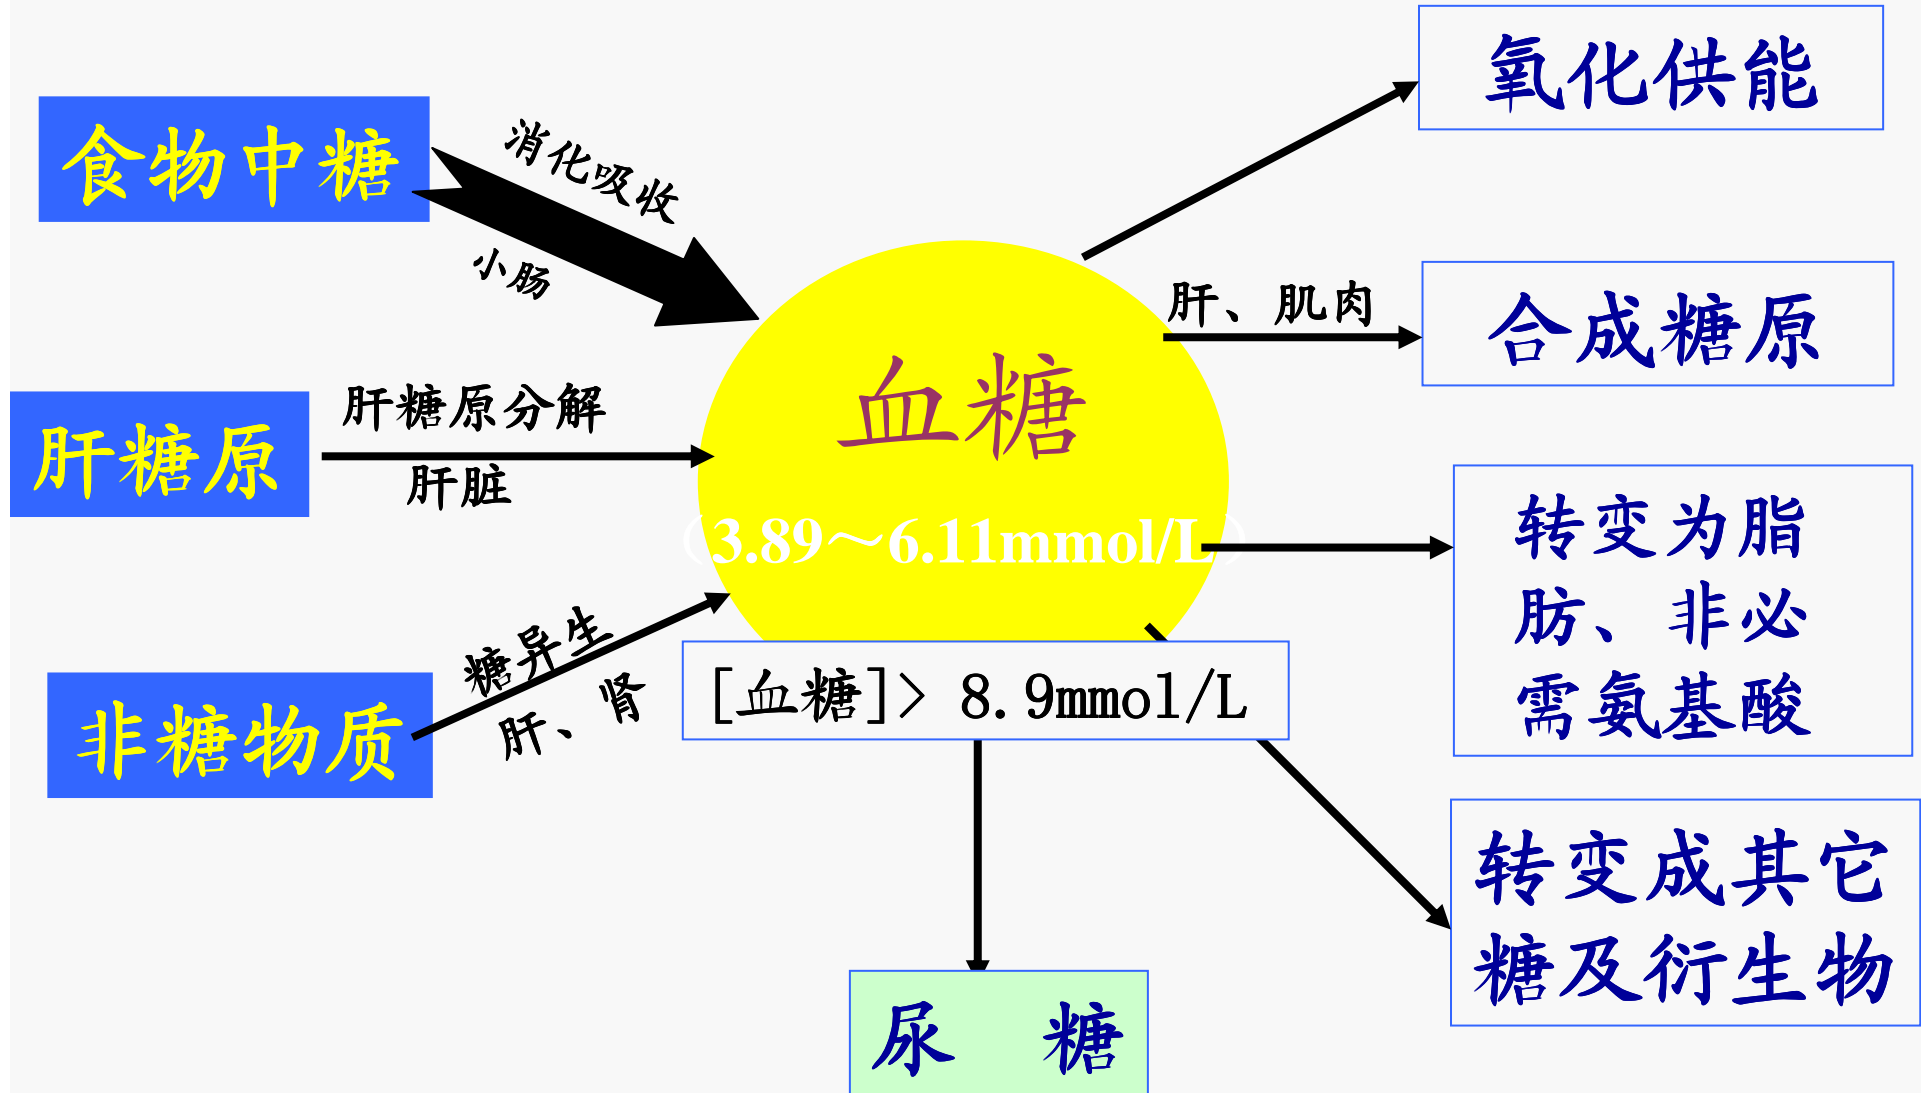 食物中糖
消化吸收
小肠
肝糖原
肝糖原分解
肝脏
非糖物质
糖异生
肝、肾
血糖
（3.89～6.11mmol/L）
[血糖]> 8.9mmol/L
尿 糖
氧化供能
肝、肌肉
合成糖原
转变为脂
肪、非必
需氨基酸
转变成其它
糖及衍生物